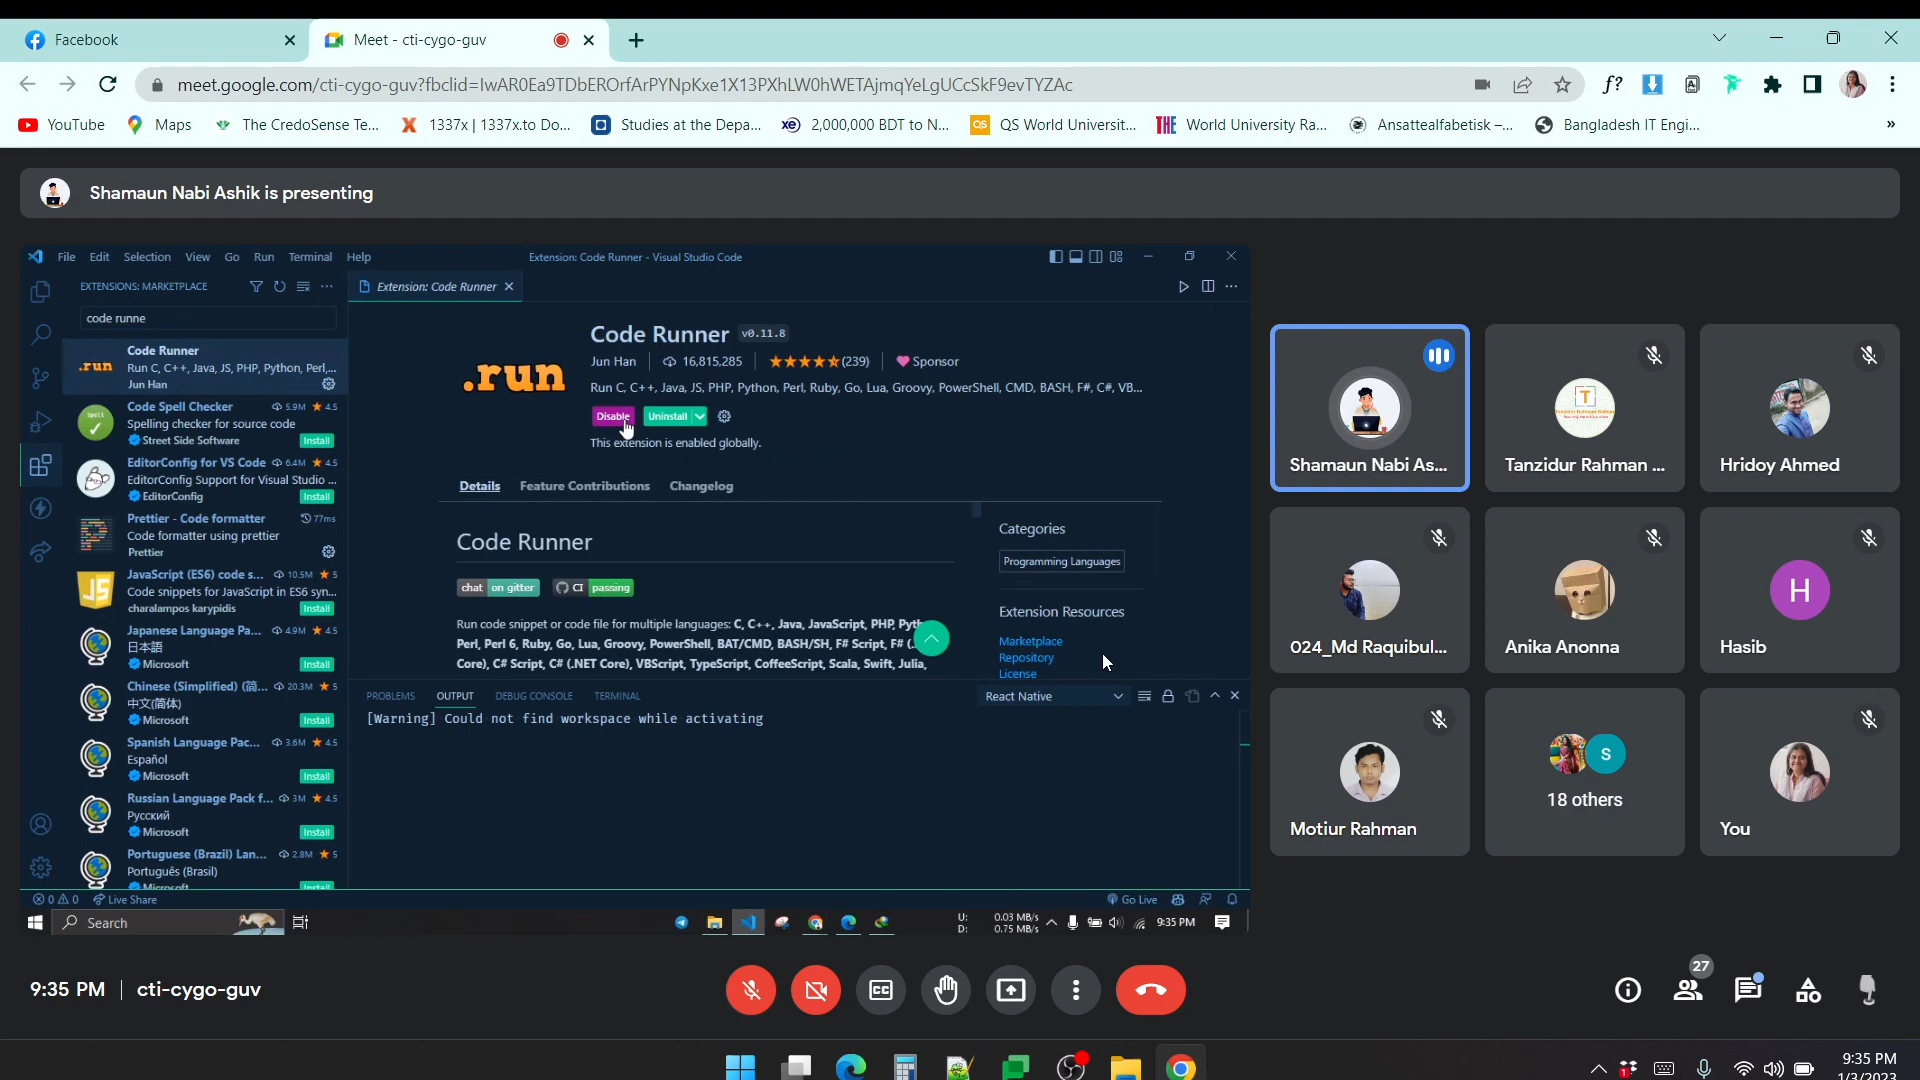 Facebook
Meet - cti-cygo-guv
meet.google.com/cti-cygo-guv?fbclid=IwAR0Ea9TDbEROrfArPYNpKxe1X13PXhLW0hWETAjmqYeLgUCcSkF9evTYZAc
f?
YouTube
Maps
The CredoSense Te...
1337x | 1337x.to Do...
Studies at the Depa...
2,000,000 BDT to N...
QS World Universit...
World University Ra...
Ansattealfabetisk –...
Bangladesh IT Engi...
Shamaun Nabi Ashik is presenting
File Edit Selection View Go Run Terminal Help
Extension: Code Runner - Visual Studio Code
EXTENSIONS: MARKETPLACE
Extension: Code Runner
code runne
.run
Code Runner
Run C, C++, Java, JS, PHP, Python, Perl,...
Jun Han
Code Spell Checker 5.9M 4.5
Spelling checker for source code
Street Side Software Install
EditorConfig for VS Code 6.4M 4.5
EditorConfig Support for Visual Studio ...
EditorConfig Install
Prettier - Code formatter 77ms
Code formatter using prettier
Prettier
JavaScript (ES6) code s... 10.5M 5
Code snippets for JavaScript in ES6 syn...
charalampos karypidis Install
Japanese Language Pa... 4.9M 4.5
日本語
Microsoft Install
Chinese (Simplified) (简... 20.3M 5
中文(简体)
Microsoft Install
Spanish Language Pac... 3.6M 4.5
Español
Microsoft Install
Russian Language Pack f... 3M 4.5
Русский
Microsoft Install
Portuguese (Brazil) Lan... 2.8M 5
Português (Brasil)
Microsoft Install
.run
Code Runner v0.11.8
Jun Han 16,815,285 (239) Sponsor
Run C, C++, Java, JS, PHP, Python, Perl, Ruby, Go, Lua, Groovy, PowerShell, CMD, BASH, F#, C#, VB...
Disable Uninstall
This extension is enabled globally.
Details Feature Contributions Changelog
Code Runner
chat on gitter CI passing
Run code snippet or code file for multiple languages: C, C++, Java, JavaScript, PHP, Pyth
Perl, Perl 6, Ruby, Go, Lua, Groovy, PowerShell, BAT/CMD, BASH/SH, F# Script, F# (.
Core), C# Script, C# (.NET Core), VBScript, TypeScript, CoffeeScript, Scala, Swift, Julia,
Categories
Programming Languages
Extension Resources
Marketplace
Repository
License
PROBLEMS OUTPUT DEBUG CONSOLE TERMINAL
React Native
[Warning] Could not find workspace while activating
0 0 Live Share
Go Live
Search
U: 0.03 MB/s
D: 0.75 MB/s
9:35 PM
Shamaun Nabi As...
Tanzidur Rahman ...
Hridoy Ahmed
024_Md Raquibul...
Anika Anonna
H
Hasib
Motiur Rahman
S
18 others
You
9:35 PM | cti-cygo-guv
27
9:35 PM
1/3/2023